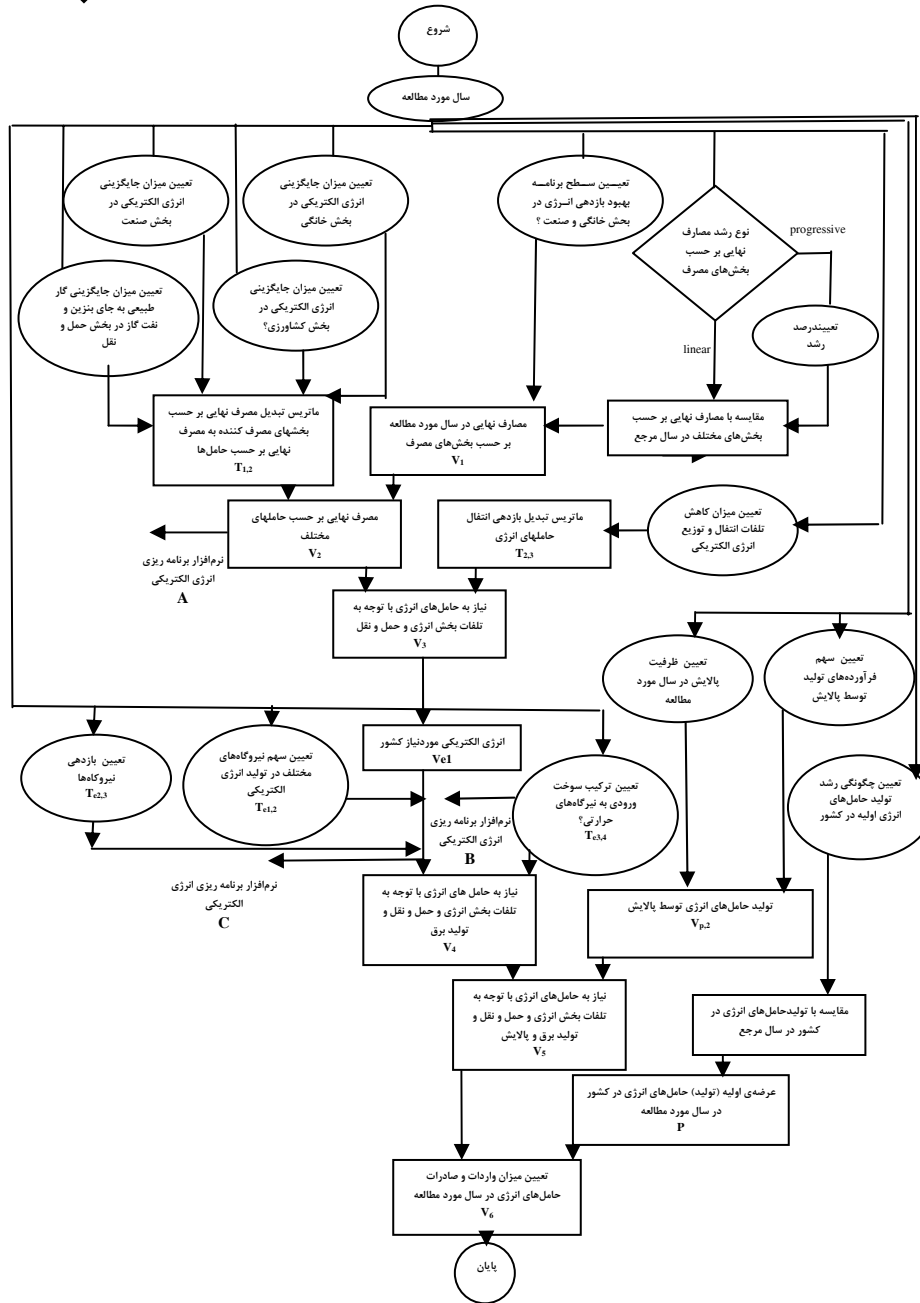 شروع
سال مورد مطالعه
تعیین میزان جایگزینی
انرژی الکتریکی در
بخش صنعت
تعیین میزان جایگزینی
انرژی الکتریکی در
بخش خانگی
تعیــین ســطح برنامــه
بهبود بازدهی انـرژی در
بخش خانگی و صنعت ؟
نوع رشد مصارف
نهایی بر حسب
بخش‌های مصرف
progressive
تعیین میزان جایگزینی گار
طبیعی به جای بنزین و
نفت گاز در بخش حمل و
نقل
تعیین میزان جایگزینی
انرژی الکتریکی در
بخش کشاورزی؟
linear
تعییندرصد
رشد
ماتریس تبدیل مصرف نهایی بر حسب
بخشهای مصرف کننده به مصرف
نهایی بر حسب حامل‌ها
T1,2
مصارف نهایی در سال مورد مطالعه
بر حسب بخش‌های مصرف
V1
مقایسه با مصارف نهایی بر حسب
بخش‌های مختلف در سال مرجع
مصرف نهایی بر حسب حاملهای
مختلف
V2
ماتریس تبدیل بازدهی انتقال
حاملهای انرژی
T2,3
تعیین میزان کاهش
تلفات انتقال و توزیع
انرژی الکتریکی
نرم‌افزار برنامه ریزی
انرژی الکتریکی
A
نیاز به حامل‌های انرژی با توجه به
تلفات بخش انرژی و حمل و نقل
V3
تعیین ظرفیت
پالایش در سال مورد
مطالعه
تعیین سهم
فرآورده‌های تولید
توسط پالایش
تعیین بازدهی
نیروکاه‌ها
Te2,3
تعیین سهم نیروگاه‌های
مختلف در تولید انرژی
الکتریکی
Te1,2
انرژی الکتریکی موردنیاز کشور
Ve1
تعیین ترکیب سوخت
ورودی به نیرگاه‌های
حرارتی؟
Te3,4
تعیین چگونگی رشد
تولید حامل‌های
انرژی اولیه در کشور
نرم‌افزار برنامه ریزی
انرژی الکتریکی
B
نرم‌افزار برنامه ریزی انرژی
الکتریکی
C
نیاز به حامل های انرژی با توجه به
تلفات بخش انرژی و حمل و نقل و
تولید برق
V4
تولید حامل‌های انرژی توسط پالایش
Vp,2
نیاز به حامل‌های انرژی با توجه به
تلفات بخش انرژی و حمل و نقل و
تولید برق و پالایش
V5
مقایسه با تولیدحامل‌های انرژی در
کشور در سال مرجع
عرضه‌ی اولیه (تولید) حامل‌های انرژی در کشور
در سال مورد مطالعه
P
تعیین میزان واردات و صادرات
حامل‌های انرژی در سال مورد مطالعه
V6
پایان